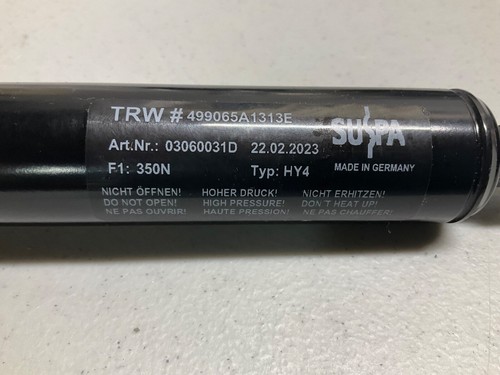 TRW # 499065A1313E
SUSPA
Art.Nr.: 03060031D 22.02.2023
MADE IN GERMANY
F1: 350N Typ: HY4
NICHT ÖFFNEN! HOHER DRUCK! NICHT ERHITZEN!
DO NOT OPEN! HIGH PRESSURE! DON'T HEAT UP!
NE PAS OUVRIR! HAUTE PRESSION! NE PAS CHAUFFER!